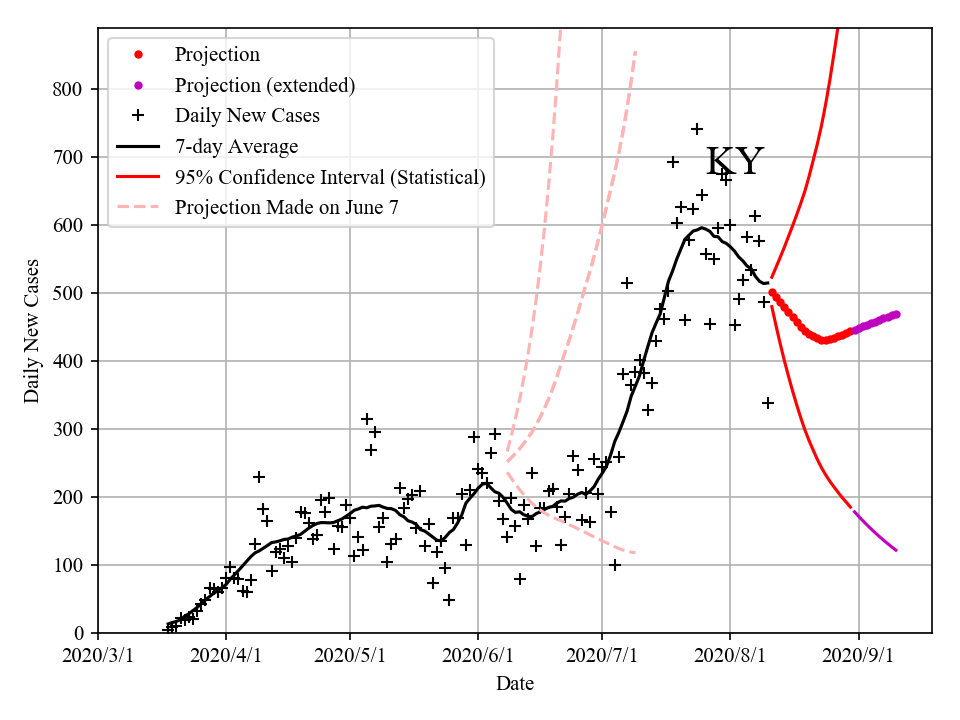 Projection
Projection (extended)
Daily New Cases
7-day Average
95% Confidence Interval (Statistical)
Projection Made on June 7
KY
800
700
600
500
400
300
200
100
0
Daily New Cases
2020/3/1 2020/4/1 2020/5/1 2020/6/1 2020/7/1 2020/8/1 2020/9/1
Date